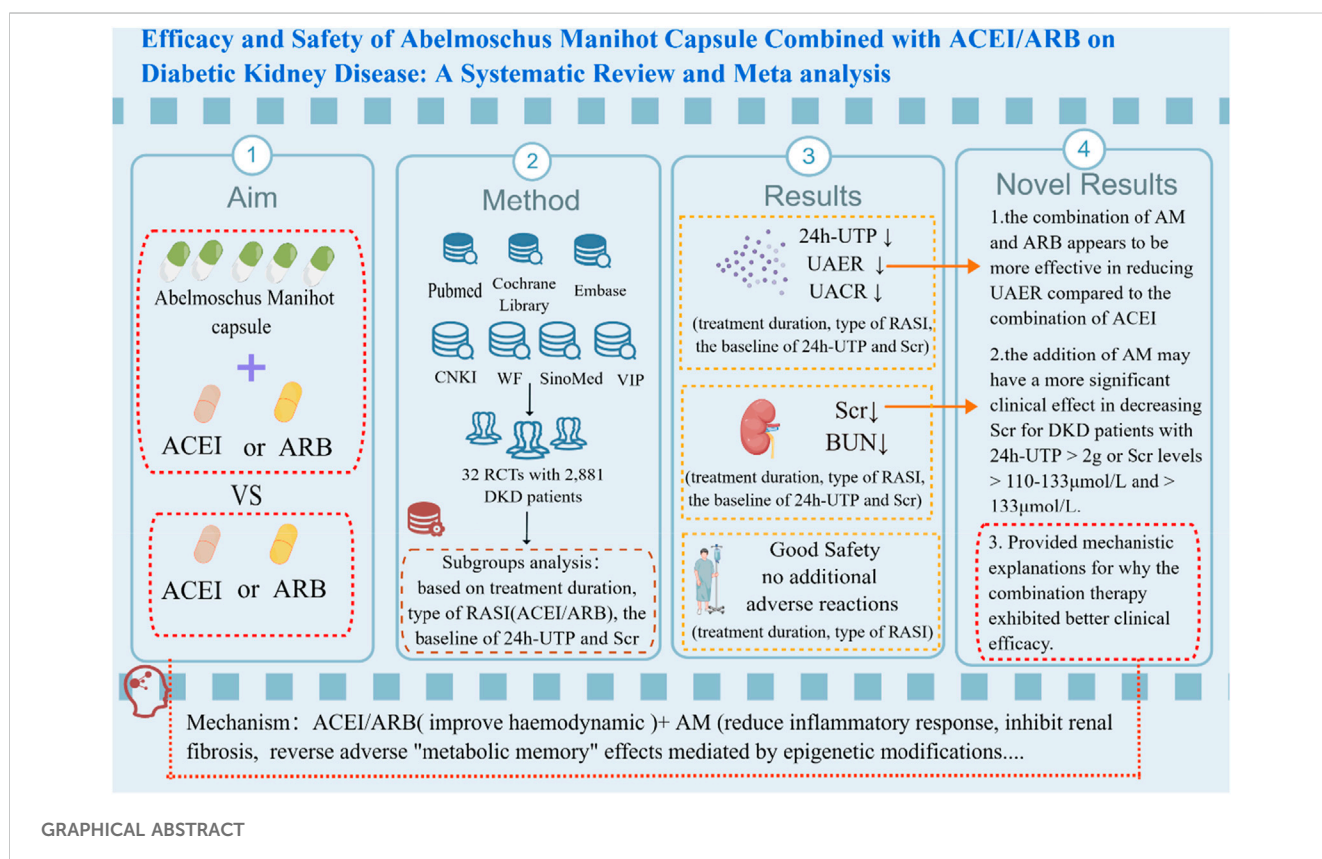 Efficacy and Safety of Abelmoschus Manihot Capsule Combined with ACEI/ARB on
Diabetic Kidney Disease: A Systematic Review and Meta analysis
1
Aim
Abelmoschus Manihot
capsule
+
ACEI or ARB
VS
ACEI or ARB
2
Method
Pubmed
Cochrane
Library
Embase
CNKI WF SinoMed VIP
32 RCTs with 2,881
DKD patients
Subgroups analysis:
based on treatment duration,
type of RASI(ACEI/ARB), the
baseline of 24h-UTP and Scr
3
Results
24h-UTP ↓
UAER ↓
UACR ↓
(treatment duration, type of RASI,
the baseline of 24h-UTP and Scr)
Scr↓
BUN↓
(treatment duration, type of RASI,
the baseline of 24h-UTP and Scr)
Good Safety
no additional
adverse reactions
(treatment duration, type of RASI)
4
Novel Results
1.the combination of AM
and ARB appears to be
more effective in reducing
UAER compared to the
combination of ACEI
2.the addition of AM may
have a more significant
clinical effect in decreasing
Scr for DKD patients with
24h-UTP > 2g or Scr levels
> 110-133μmol/L and >
133μmol/L.
3. Provided mechanistic
explanations for why the
combination therapy
exhibited better clinical
efficacy.
Mechanism: ACEI/ARB( improve haemodynamic )+ AM (reduce inflammatory response, inhibit renal
fibrosis, reverse adverse "metabolic memory" effects mediated by epigenetic modifications....
GRAPHICAL ABSTRACT